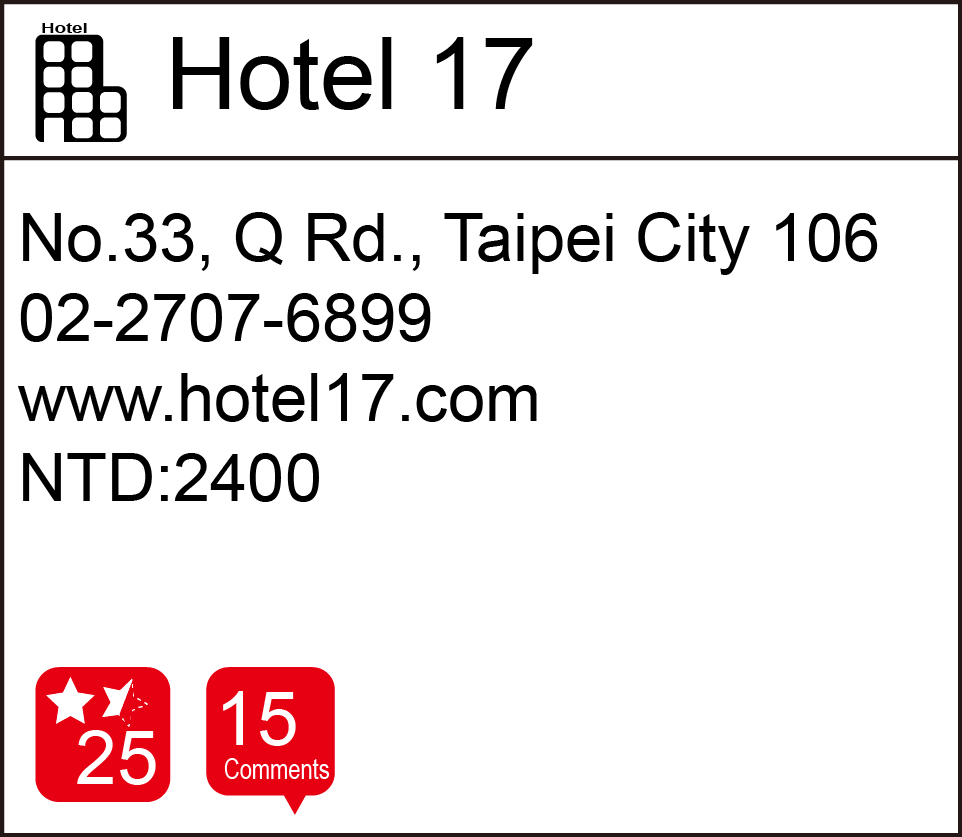 Hotel
Hotel 17
No.33, Q Rd., Taipei City 106
02-2707-6899
www.hotel17.com
NTD:2400
25
15
Comments